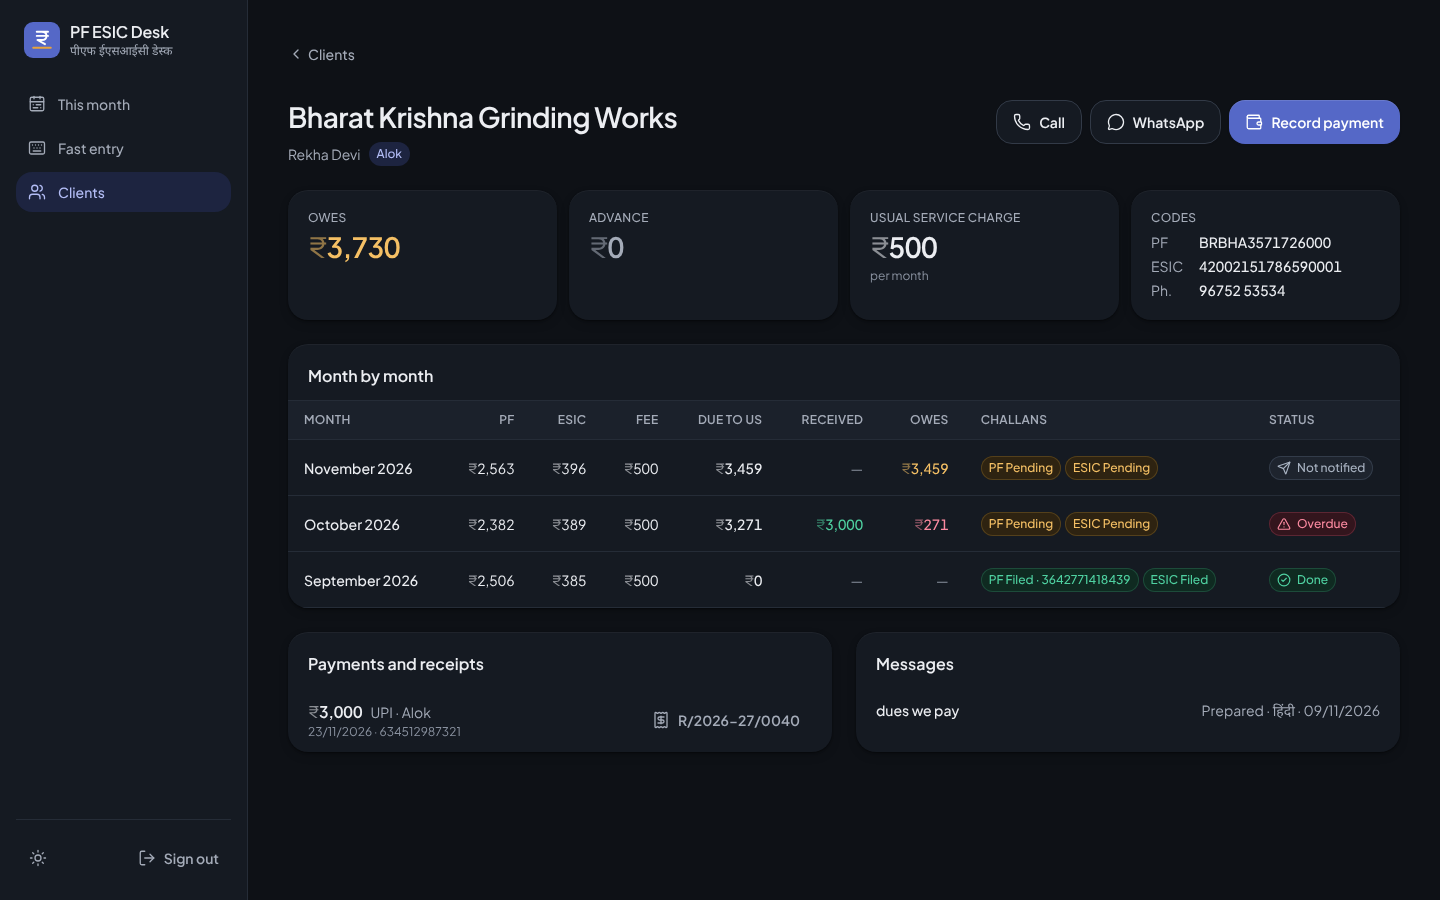 PF ESIC Desk
पीएफ ईएसआईसी डेस्क
This month
Fast entry
Clients
Sign out
Clients
Bharat Krishna Grinding Works
Rekha Devi Alok
Call
WhatsApp
Record payment
OWES
₹3,730
ADVANCE
₹0
USUAL SERVICE CHARGE
₹500
per month
CODES
PF BRBHA3571726000
ESIC 42002151786590001
Ph. 96752 53534
Month by month
MONTH PF ESIC FEE DUE TO US RECEIVED OWES CHALLANS STATUS
November 2026 ₹2,563 ₹396 ₹500 ₹3,459 — ₹3,459 PF Pending ESIC Pending Not notified
October 2026 ₹2,382 ₹389 ₹500 ₹3,271 ₹3,000 ₹271 PF Pending ESIC Pending Overdue
September 2026 ₹2,506 ₹385 ₹500 ₹0 — — PF Filed · 3642771418439 ESIC Filed Done
Payments and receipts
₹3,000 UPI · Alok
23/11/2026 · 634512987321
R/2026-27/0040
Messages
dues we pay Prepared · हिंदी · 09/11/2026